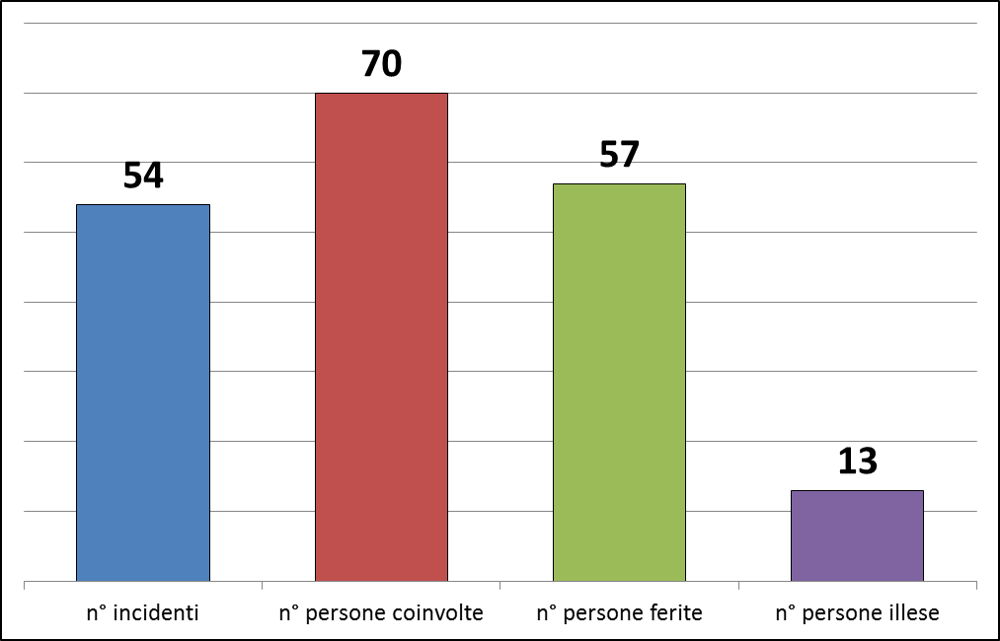 54
70
57
13
n° incidenti
n° persone coinvolte
n° persone ferite
n° persone illese